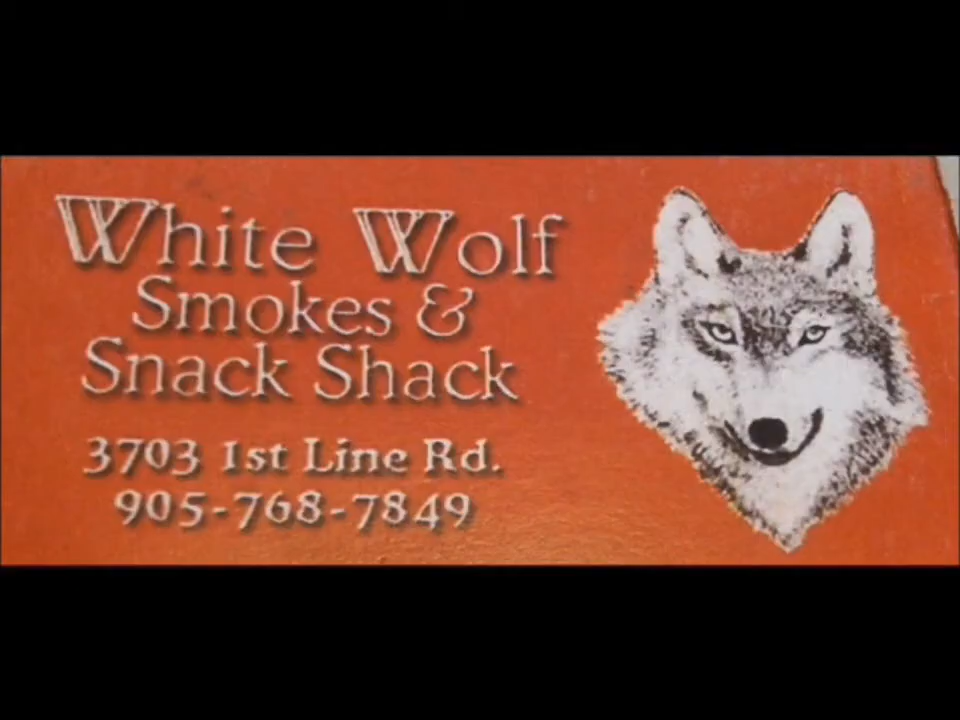 White Wolf
Smokes &
Snack Shack
3703 1st Line Rd.
905-768-7849